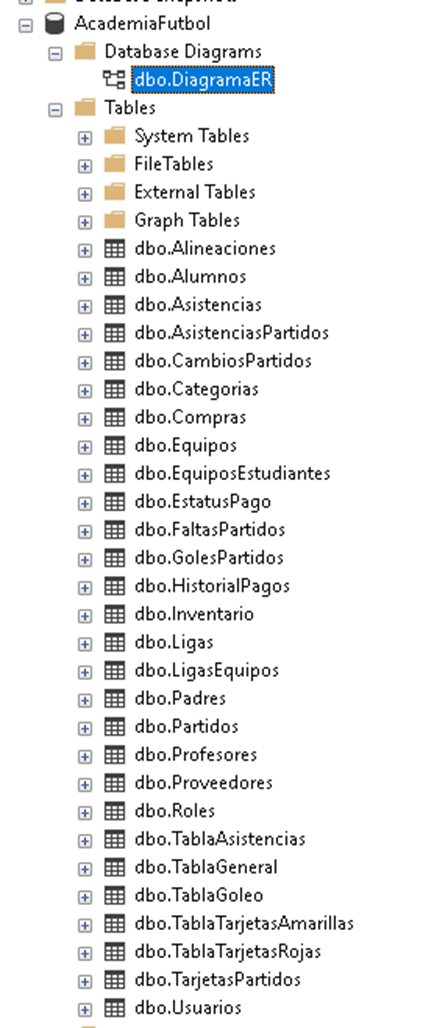 AcademiaFutbol
Database Diagrams
dbo.DiagramaER
Tables
System Tables
FileTables
External Tables
Graph Tables
dbo.Alineaciones
dbo.Alumnos
dbo.Asistencias
dbo.AsistenciasPartidos
dbo.CambiosPartidos
dbo.Categorias
dbo.Compras
dbo.Equipos
dbo.EquiposEstudiantes
dbo.EstatusPago
dbo.FaltasPartidos
dbo.GolesPartidos
dbo.HistorialPagos
dbo.Inventario
dbo.Ligas
dbo.LigasEquipos
dbo.Padres
dbo.Partidos
dbo.Profesores
dbo.Proveedores
dbo.Roles
dbo.TablaAsistencias
dbo.TablaGeneral
dbo.TablaGoleo
dbo.TablaTarjetasAmarillas
dbo.TablaTarjetasRojas
dbo.TarjetasPartidos
dbo.Usuarios